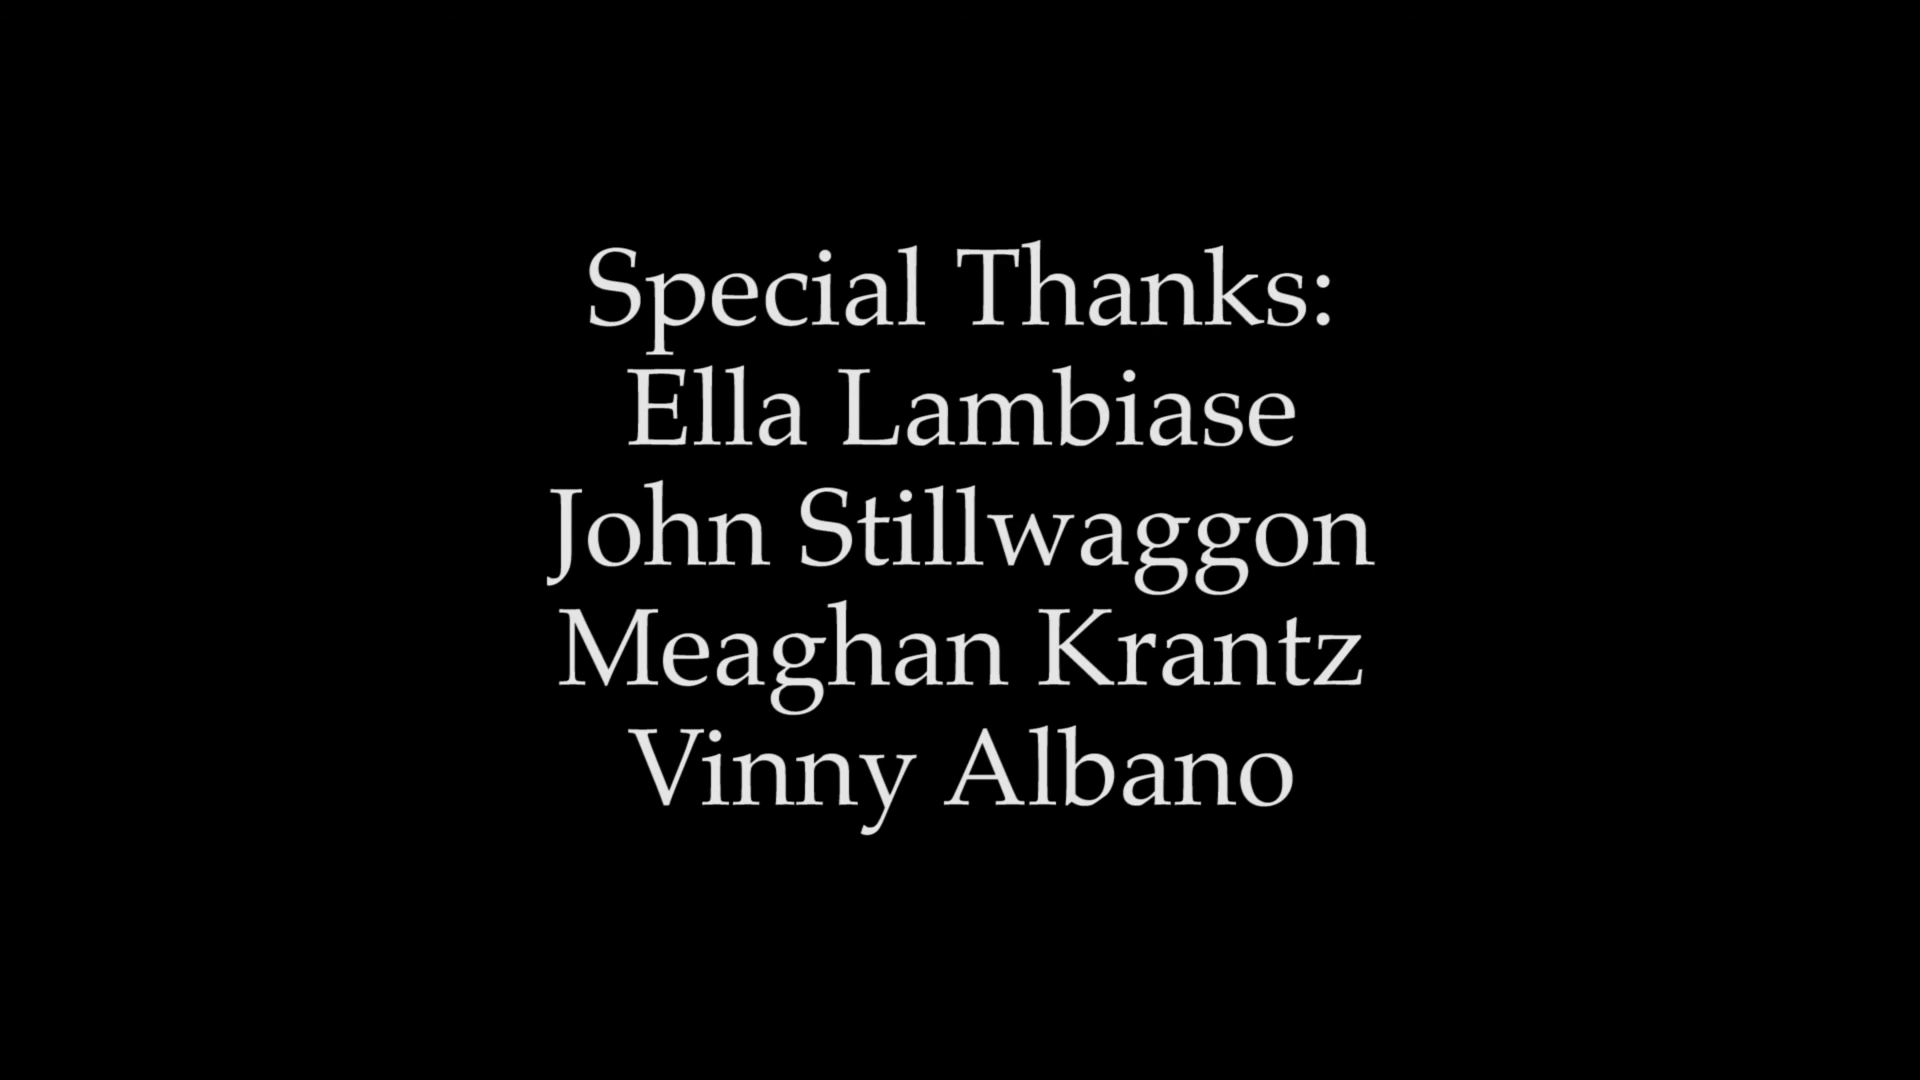 Special Thanks:
Ella Lambiase
John Stillwaggon
Meaghan Krantz
Vinny Albano